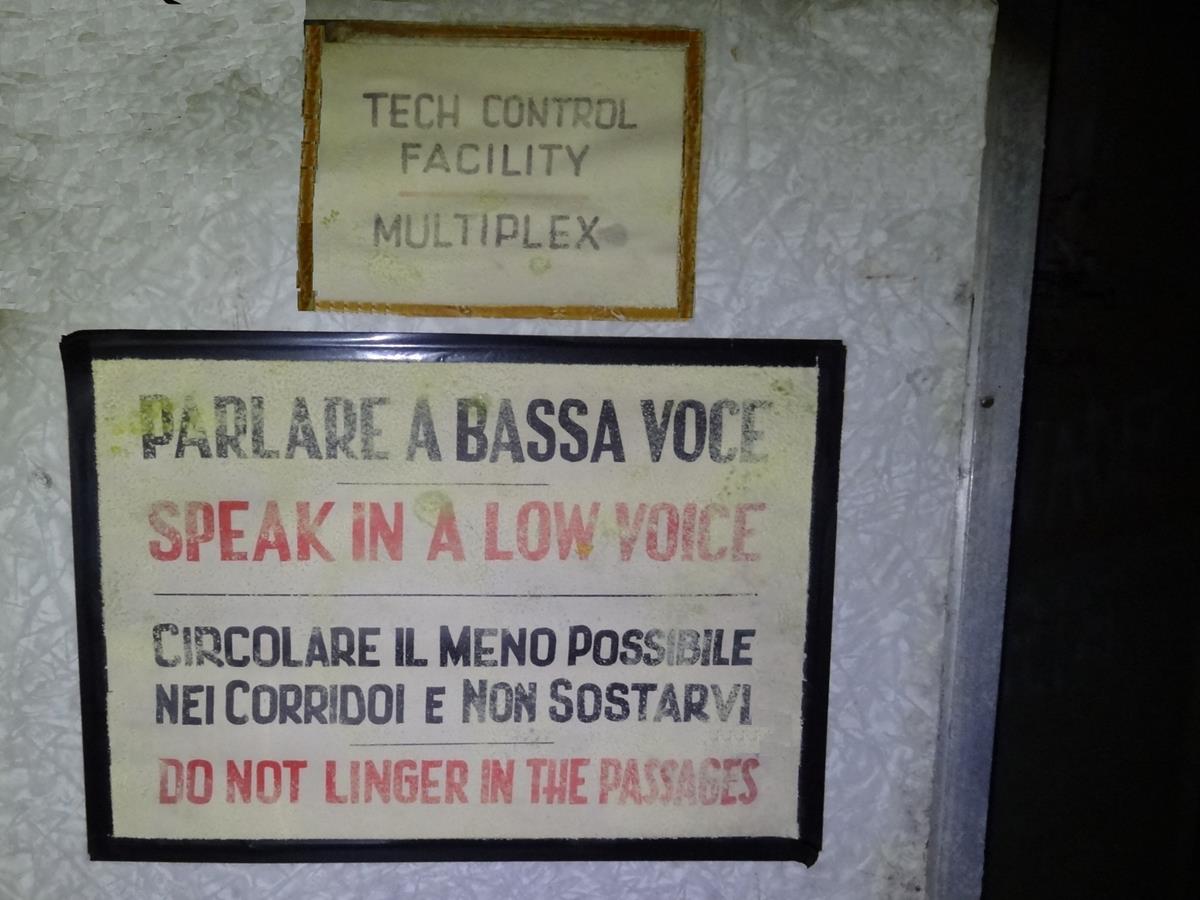 TECH CONTROL
FACILITY
MULTIPLEX
PARLARE A BASSA VOCE
SPEAK IN A LOW VOICE
CIRCOLARE IL MENO POSSIBILE
NEI CORRIDOI E NON SOSTARVI
DO NOT LINGER IN THE PASSAGES